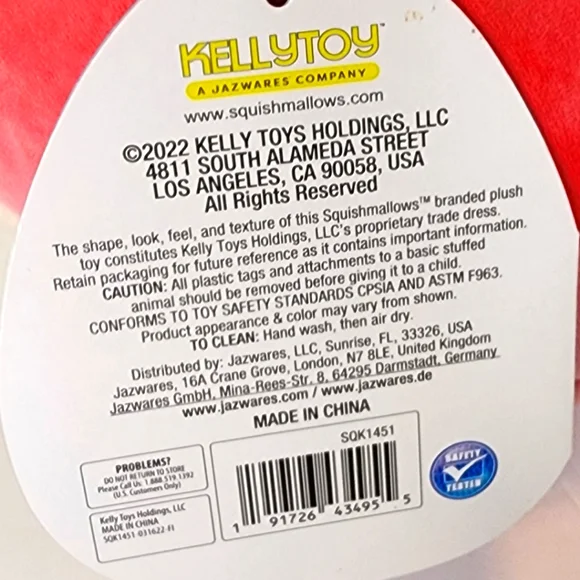 KELLYTOY™
A JAZWARES COMPANY
www.squishmallows.com
©2022 KELLY TOYS HOLDINGS, LLC
4811 SOUTH ALAMEDA STREET
LOS ANGELES, CA 90058, USA
All Rights Reserved
The shape, look, feel, and texture of this Squishmallows™ branded plush
toy constitutes Kelly Toys Holdings, LLC's proprietary trade dress.
Retain packaging for future reference as it contains important information.
CAUTION: All plastic tags and attachments to a basic stuffed
animal should be removed before giving it to a child.
CONFORMS TO TOY SAFETY STANDARDS CPSIA AND ASTM F963.
Product appearance & color may vary from shown.
TO CLEAN: Hand wash, then air dry.
Distributed by: Jazwares, LLC, Sunrise, FL, 33326, USA
Jazwares, 16A Crane Grove, London, N7 8LE, United Kingdom
Jazwares GmbH, Mina-Rees-Str. 8, 64295 Darmstadt, Germany
www.jazwares.com / www.jazwares.de
MADE IN CHINA
PROBLEMS?
DO NOT RETURN TO STORE
Please Call Us: 1.888.519.1392
(U.S. Customers Only)
Kelly Toys Holdings, LLC
MADE IN CHINA
SQK1451-031622-FI
SQK1451
1 91726 43495 5
SAFETY
TESTED